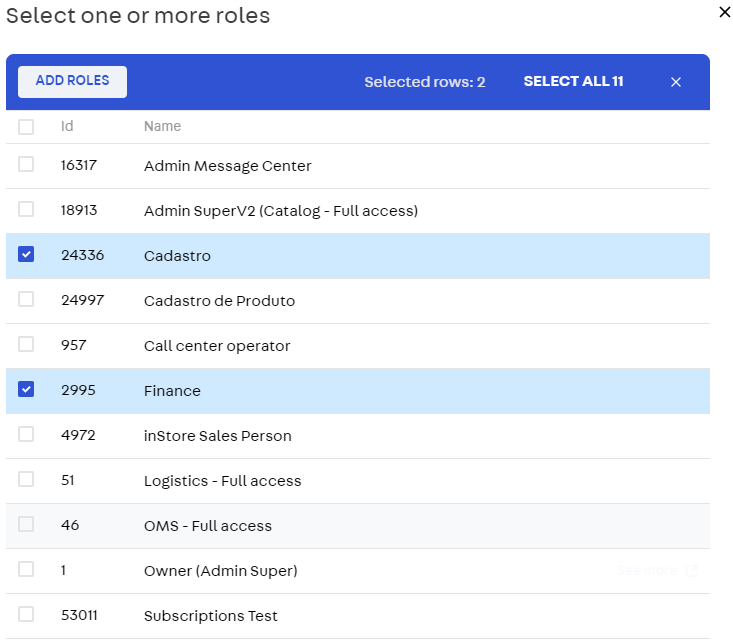 Select one or more roles
ADD ROLES Selected rows: 2 SELECT ALL 11
Id Name
16317 Admin Message Center
18913 Admin SuperV2 (Catalog - Full access)
24336 Cadastro
24997 Cadastro de Produto
957 Call center operator
2995 Finance
4972 inStore Sales Person
51 Logistics - Full access
46 OMS - Full access
1 Owner (Admin Super) See more
53011 Subscriptions Test